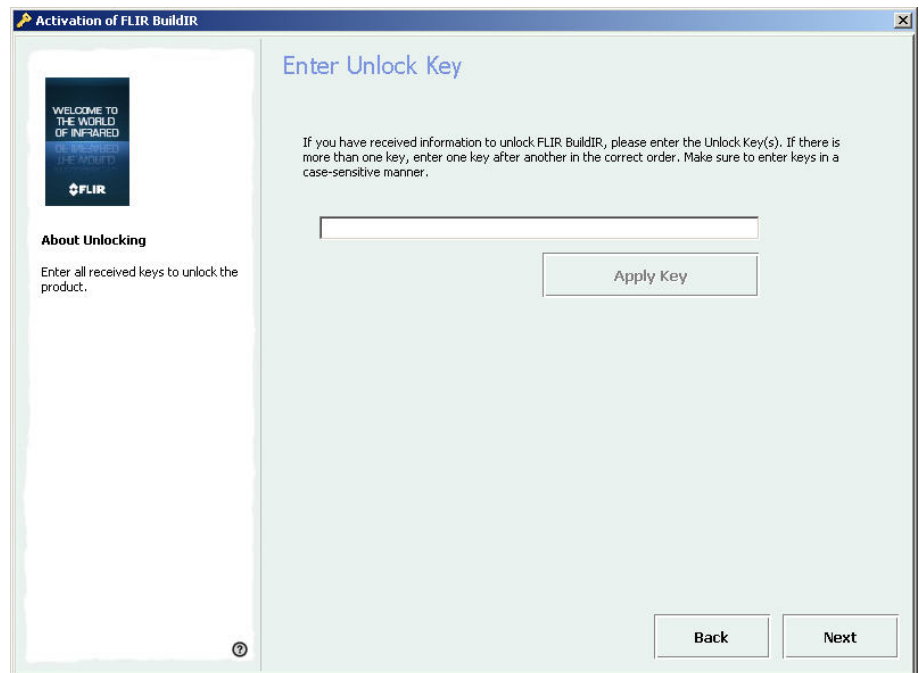 Activation of FLIR BuildIR
WELCOME TO
THE WORLD
OF INFRARED
FLIR
About Unlocking
Enter all received keys to unlock the
product.
Enter Unlock Key
If you have received information to unlock FLIR BuildIR, please enter the Unlock Key(s). If there is
more than one key, enter one key after another in the correct order. Make sure to enter keys in a
case-sensitive manner.
Apply Key
Back
Next